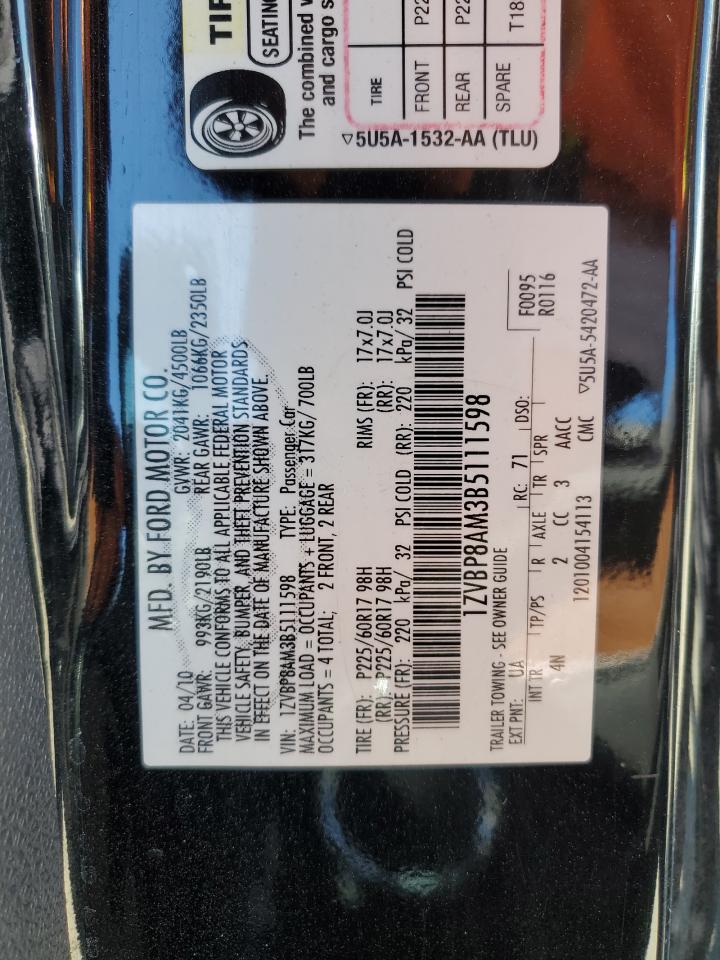 TIR
SEATING
The combined w
and cargo s
TIRE
FRONT P22
REAR P22
SPARE T18
▽5U5A-1532-AA (TLU)
MFD. BY FORD MOTOR CO.
DATE: 04/10 GVWR: 2041KG/4500LB
FRONT GAWR: 993KG/2190LB REAR GAWR: 1066KG/2350LB
THIS VEHICLE CONFORMS TO ALL APPLICABLE FEDERAL MOTOR
VEHICLE SAFETY, BUMPER, AND THEFT PREVENTION STANDARDS
IN EFFECT ON THE DATE OF MANUFACTURE SHOWN ABOVE.
VIN: 1ZVBP8AM3B5111598 TYPE: Passenger Car
MAXIMUM LOAD = OCCUPANTS + LUGGAGE = 317KG/ 700LB
OCCUPANTS = 4 TOTAL; 2 FRONT, 2 REAR
TIRE (FR): P225/60R17 98H RIMS (FR): 17x7.0J
(RR): P225/60R17 98H (RR): 17x7.0J
PRESSURE (FR): 220 kPa/ 32 PSI COLD (RR): 220 kPa/ 32 PSI COLD
1ZVBP8AM3B5111598
TRAILER TOWING - SEE OWNER GUIDE F0095
EXT PNT: UA RC: 71 DSO: R0116
INT TR TP/PS R AXLE TR SPR
4N 2 CC 3 AACC
1201004154113 CMC ▽5U5A-5420472-AA